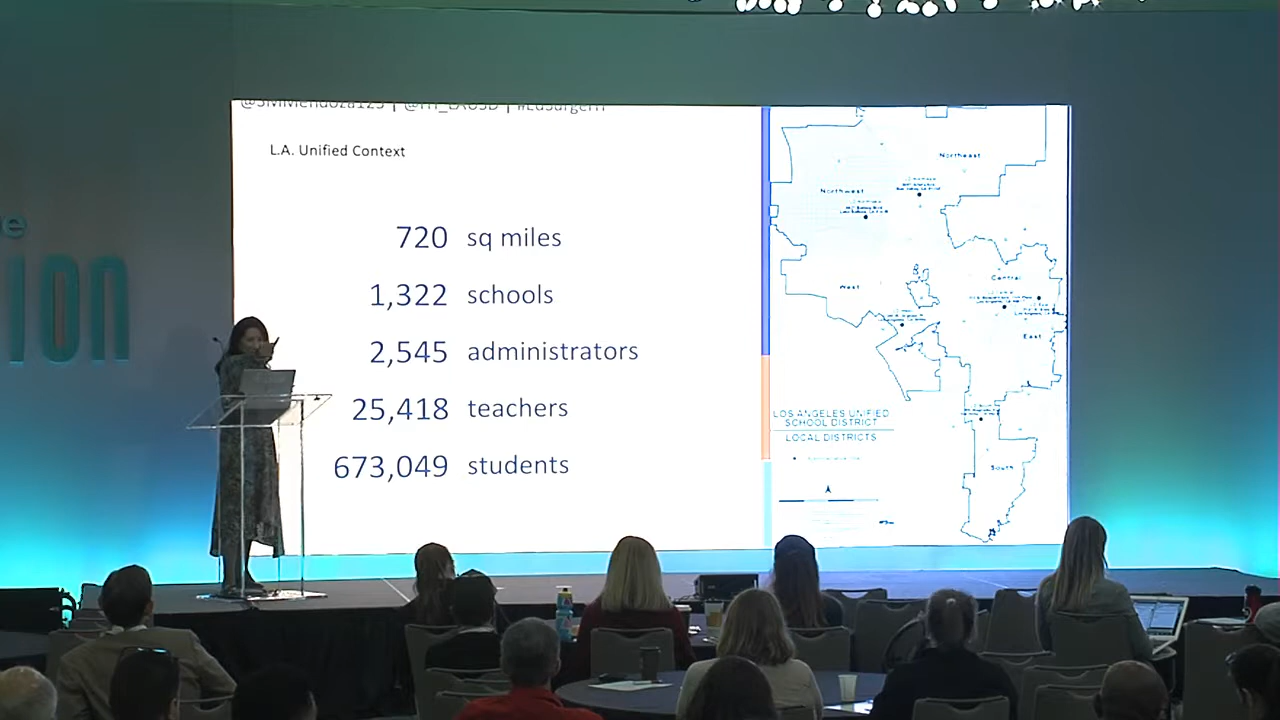 L.A. Unified Context
720 sq miles
1,322 schools
2,545 administrators
25,418 teachers
673,049 students
Northeast
Northwest
West
Central
East
South
LOS ANGELES UNIFIED
SCHOOL DISTRICT
LOCAL DISTRICTS
e
ion